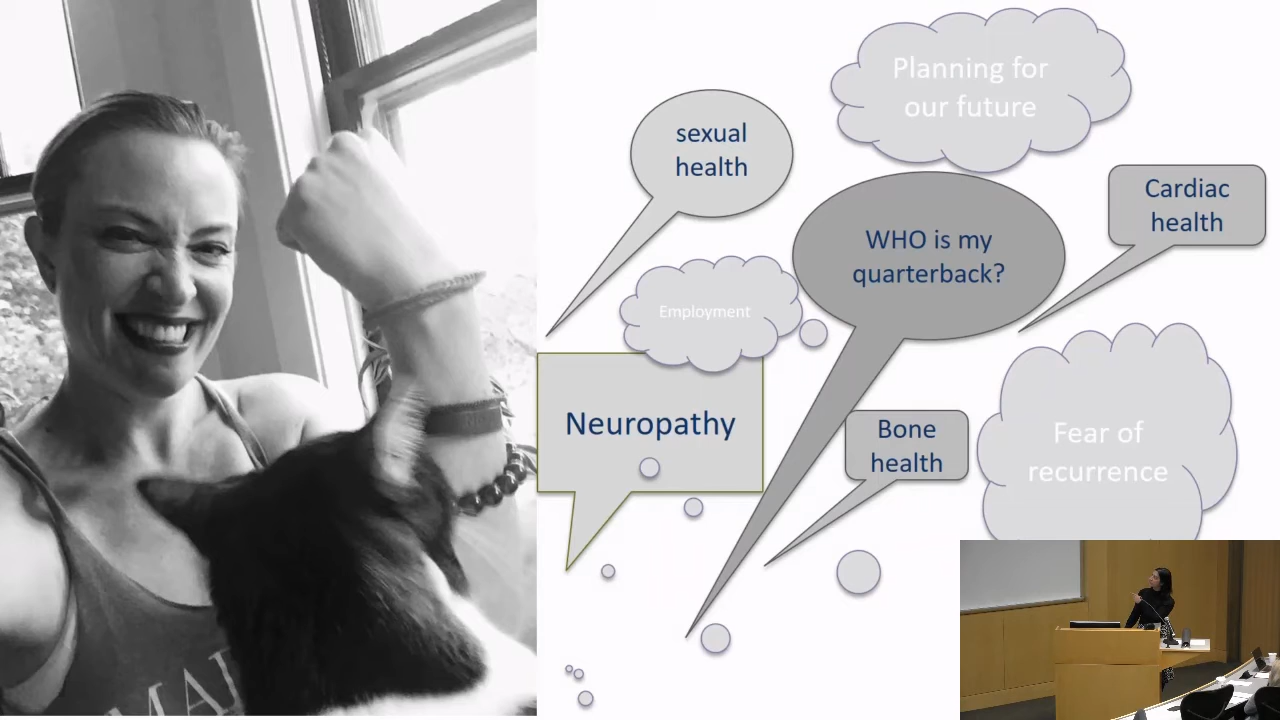 Planning for
our future
sexual
health
Cardiac
health
WHO is my
quarterback?
Employment
Neuropathy
Bone
health
Fear of
recurrence
MAI